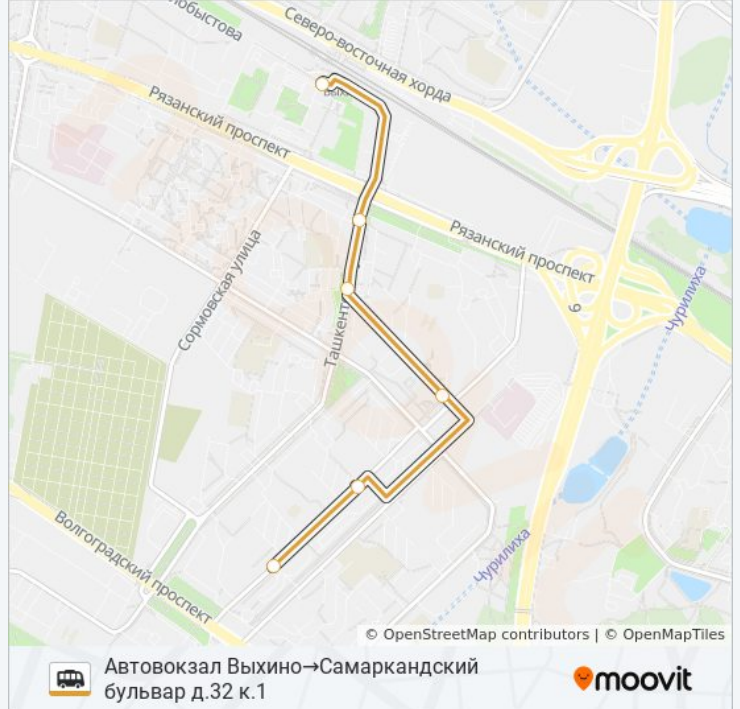 Северо-восточная хорда
Рязанский проспект
Рязанский проспект
Сормовская улица
Чурилиха
6
Волгоградский проспект
Чурилиха
© OpenStreetMap contributors | © OpenMapTiles
Автовокзал Выхино→Самаркандский
бульвар д.32 к.1
moovit